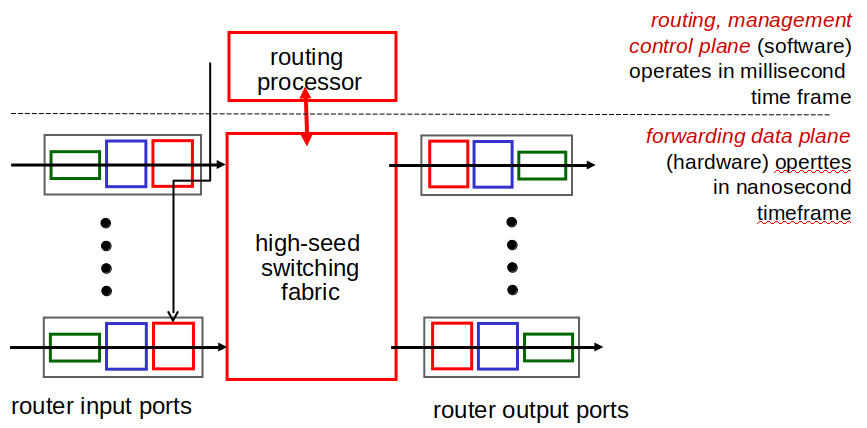 routing, management
control plane (software)
operates in millisecond
time frame
routing
processor
forwarding data plane
(hardware) operttes
in nanosecond
timeframe
high-seed
switching
fabric
router input ports
router output ports